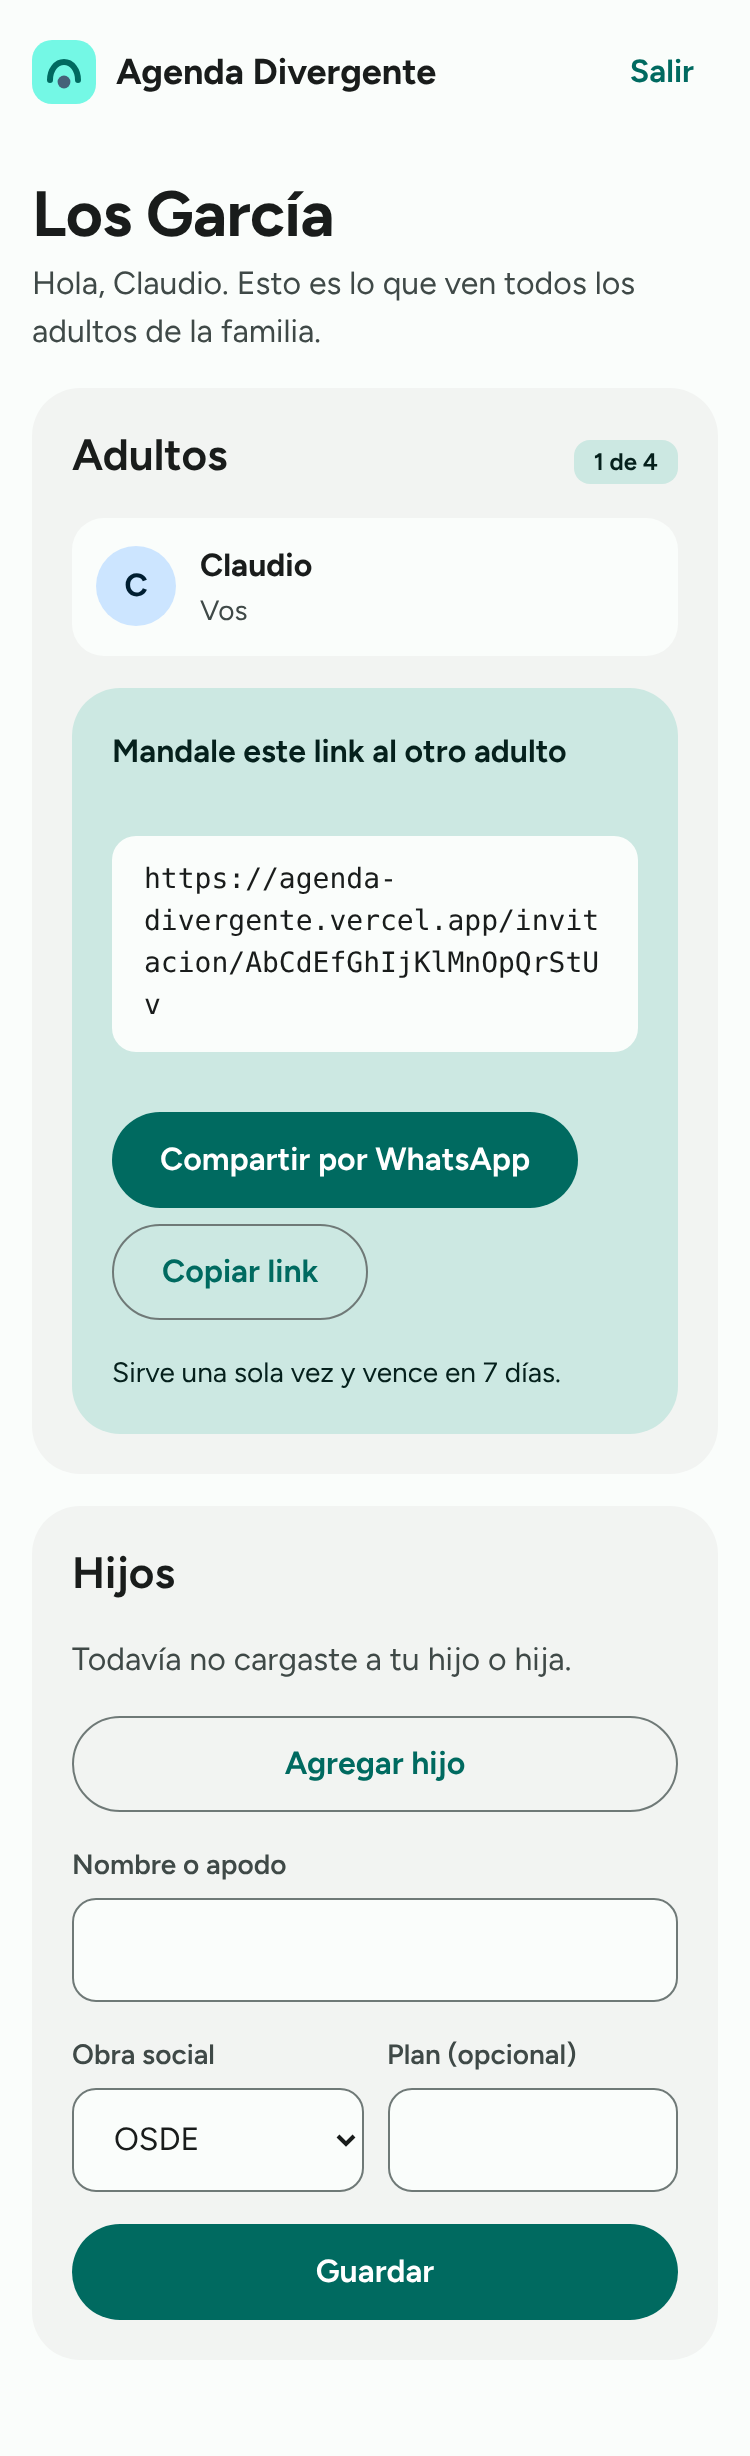 Agenda Divergente
Salir
Los García
Hola, Claudio. Esto es lo que ven todos los
adultos de la familia.
Adultos
1 de 4
C
Claudio
Vos
Mandale este link al otro adulto
https://agenda-
divergente.vercel.app/invit
acion/AbCdEfGhIjKlMnOpQrStU
v
Compartir por WhatsApp
Copiar link
Sirve una sola vez y vence en 7 días.
Hijos
Todavía no cargaste a tu hijo o hija.
Agregar hijo
Nombre o apodo
Obra social
Plan (opcional)
OSDE
Guardar